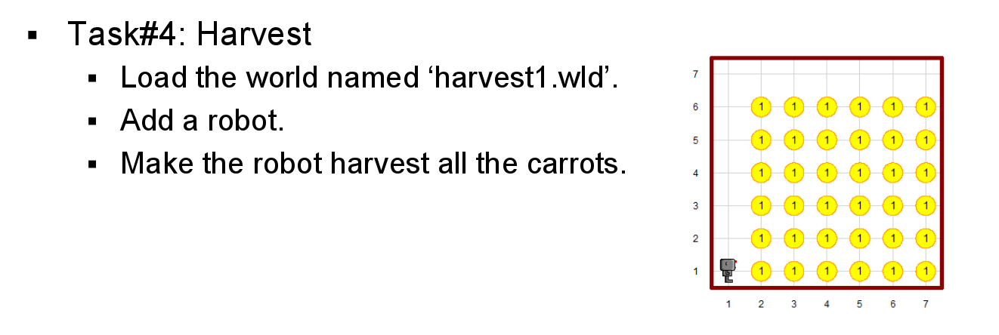 ▪ Task#4: Harvest
▪ Load the world named ‘harvest1.wld’.
▪ Add a robot.
▪ Make the robot harvest all the carrots.
7
6 1 1 1 1 1 1
5 1 1 1 1 1 1
4 1 1 1 1 1 1
3 1 1 1 1 1 1
2 1 1 1 1 1 1
1 1 1 1 1 1 1
1 2 3 4 5 6 7